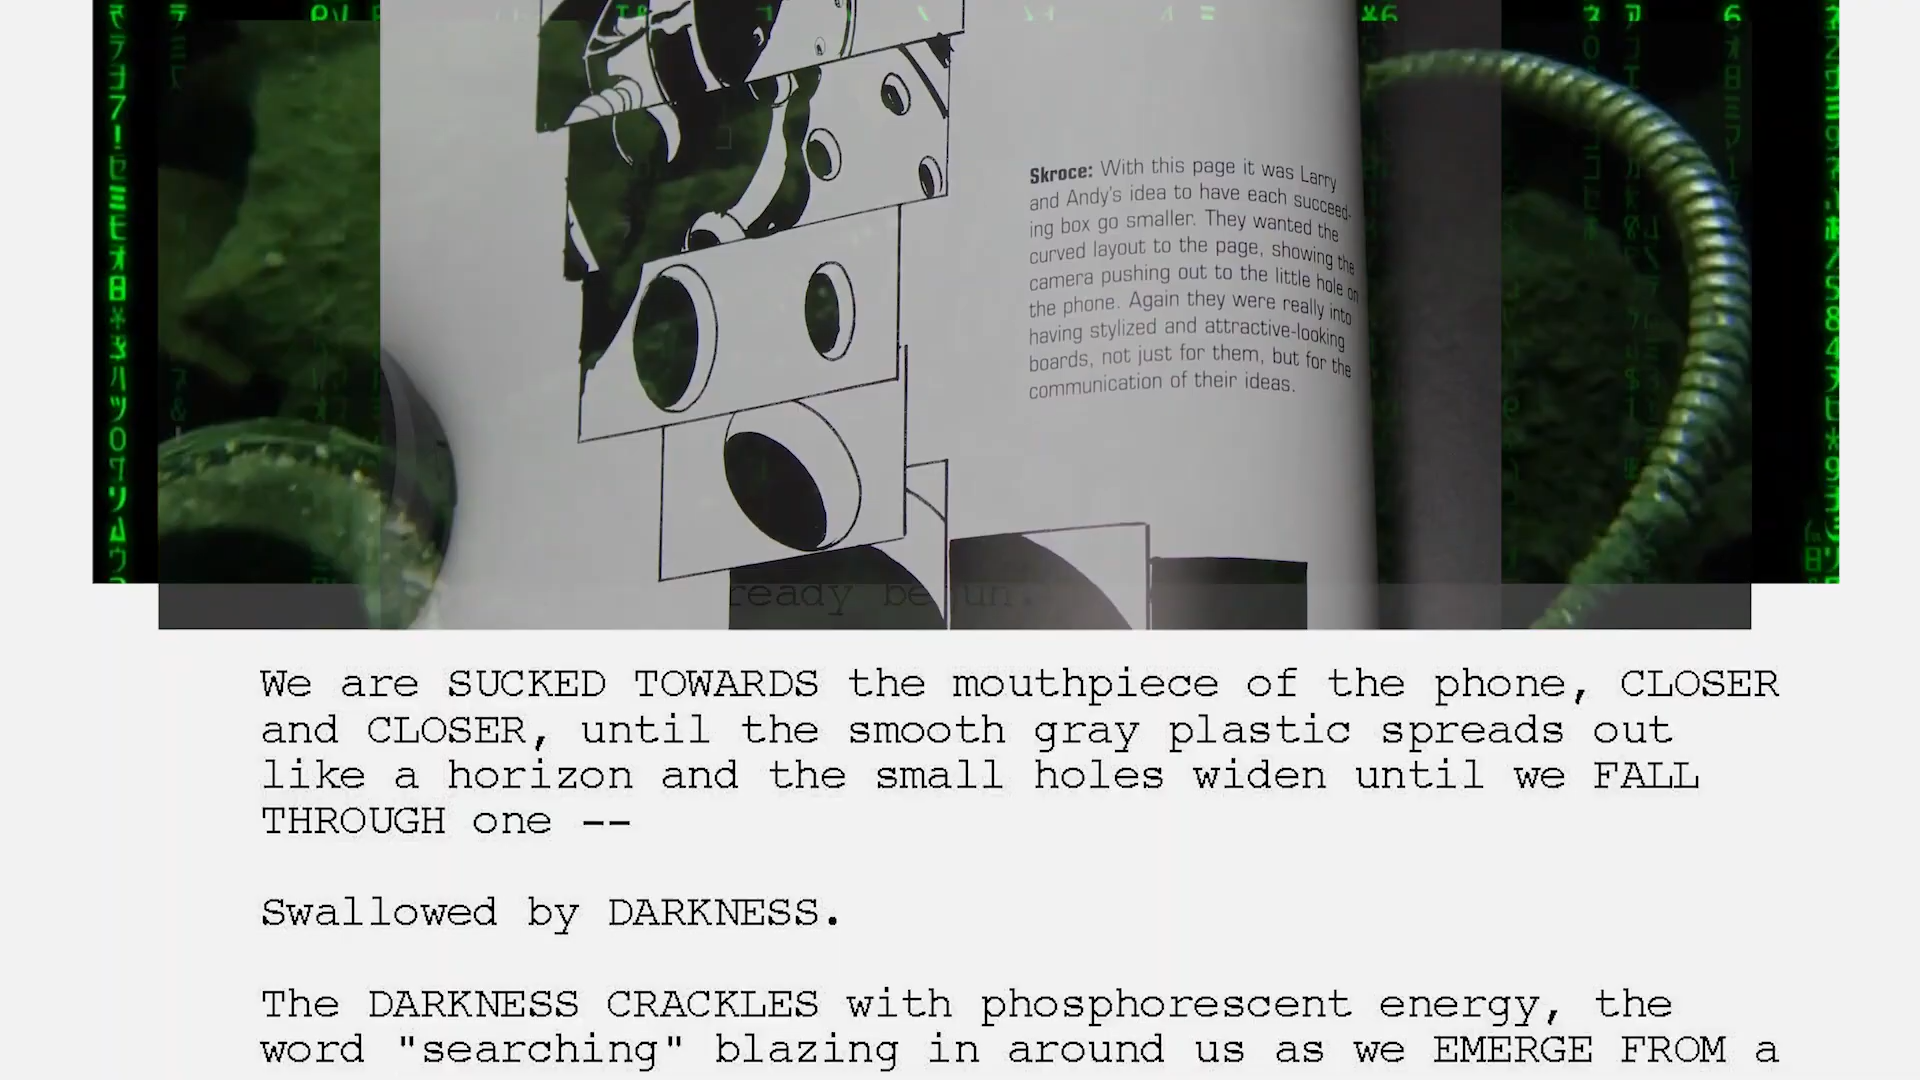 Skroce: With this page it was Larry
and Andy's idea to have each succeed-
ing box go smaller. They wanted the
curved layout to the page, showing the
camera pushing out to the little hole on
the phone. Again they were really into
having stylized and attractive-looking
boards, not just for them, but for the
communication of their ideas.
ready begun.
We are SUCKED TOWARDS the mouthpiece of the phone, CLOSER
and CLOSER, until the smooth gray plastic spreads out
like a horizon and the small holes widen until we FALL
THROUGH one --
Swallowed by DARKNESS.
The DARKNESS CRACKLES with phosphorescent energy, the
word "searching" blazing in around us as we EMERGE FROM a